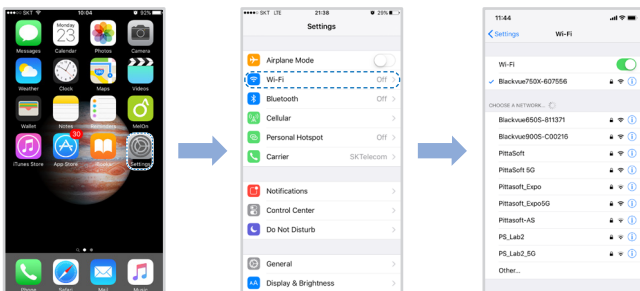 SKT 10:04 92%
Monday
23
Messages Calendar Photos Camera
Weather Clock Maps Videos
Wallet Notes Reminders MelOn
30
iTunes Store App Store iBooks Settings
Phone Safari Mail Music
SKT LTE 21:38 25%
Settings
Airplane Mode
Wi-Fi Off
Bluetooth Off
Cellular
Personal Hotspot Off
Carrier SKTelecom
Notifications
Control Center
Do Not Disturb
General
AA Display & Brightness
11:44
Settings Wi-Fi
Wi-Fi
Blackvue750X-607556
CHOOSE A NETWORK...
Blackvue650S-811371
Blackvue900S-C00216
PittaSoft
PittaSoft 5G
Pittasoft_Expo
Pittasoft_Expo5G
Pittasoft-AS
PS_Lab2
PS_Lab2_5G
Other...